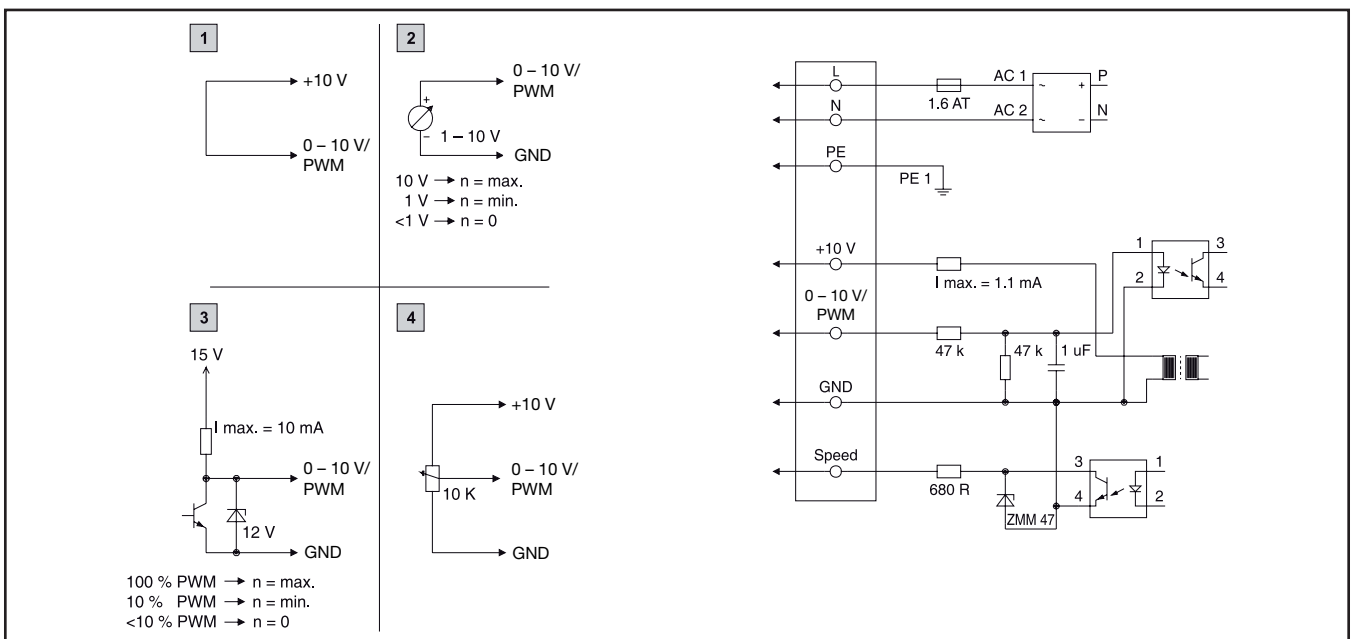 1
+10 V
0 – 10 V/
PWM
2
0 – 10 V/
PWM
+
–
1 – 10 V
GND
10 V → n = max.
1 V → n = min.
<1 V → n = 0
3
15 V
I max. = 10 mA
0 – 10 V/
PWM
12 V
GND
100 % PWM → n = max.
10 % PWM → n = min.
<10 % PWM → n = 0
4
+10 V
0 – 10 V/
PWM
10 K
GND
L
1.6 AT
AC 1
~
+
P
N
AC 2
~
–
N
PE
PE 1
+10 V
I max. = 1.1 mA
1
2
3
4
0 – 10 V/
PWM
47 k
47 k
1 uF
GND
Speed
680 R
ZMM 47
3
4
1
2